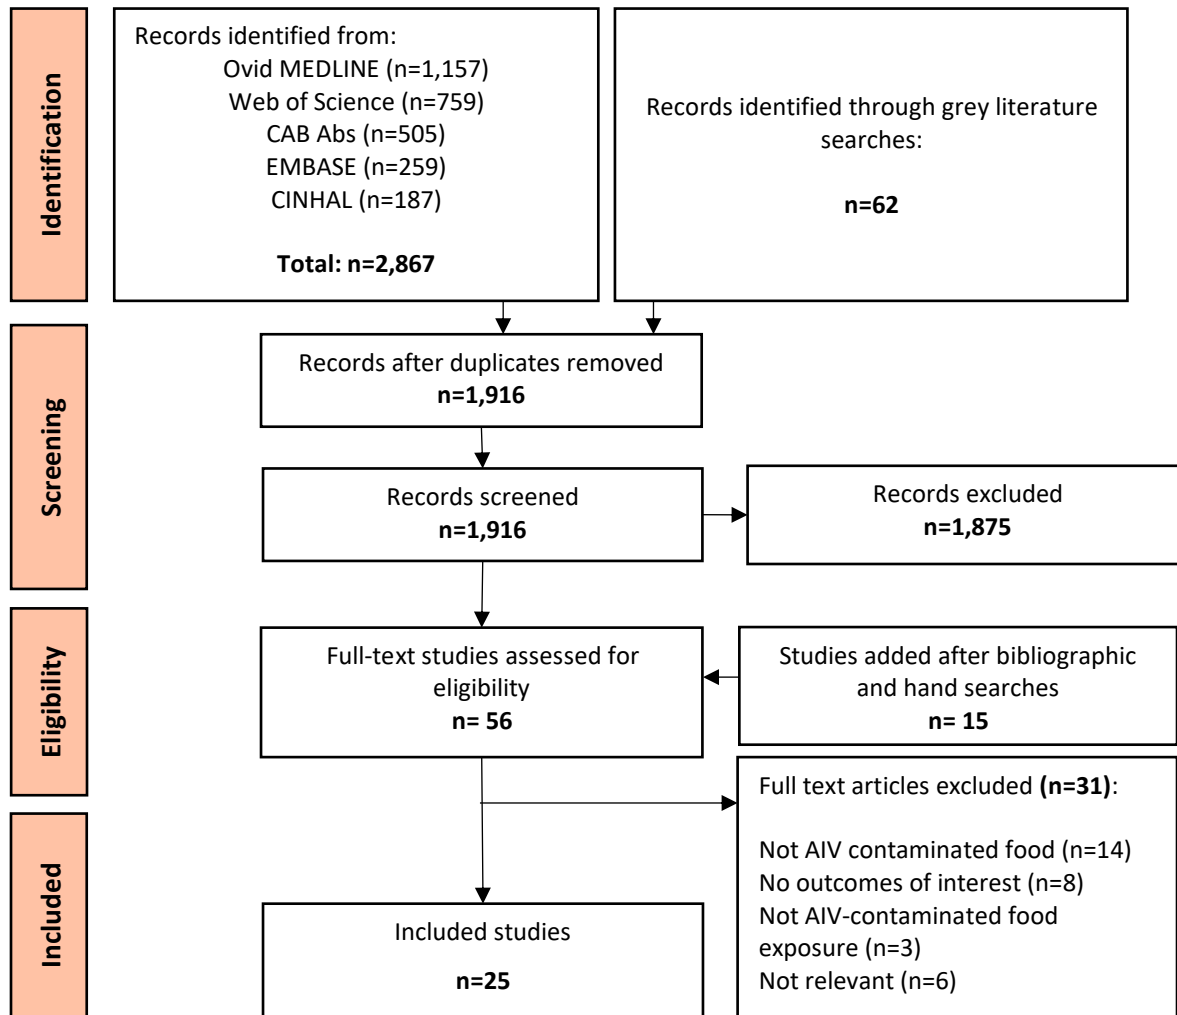 Identification
Records identified from:
Ovid MEDLINE (n=1,157)
Web of Science (n=759)
CAB Abs (n=505)
EMBASE (n=259)
CINHAL (n=187)
Total: n=2,867
Records identified through grey literature
searches:
n=62
Screening
Records after duplicates removed
n=1,916
Records screened
n=1,916
Records excluded
n=1,875
Eligibility
Full-text studies assessed for
eligibility
n= 56
Studies added after bibliographic
and hand searches
n= 15
Full text articles excluded (n=31):
Not AIV contaminated food (n=14)
No outcomes of interest (n=8)
Not AIV-contaminated food
exposure (n=3)
Not relevant (n=6)
Included
Included studies
n=25